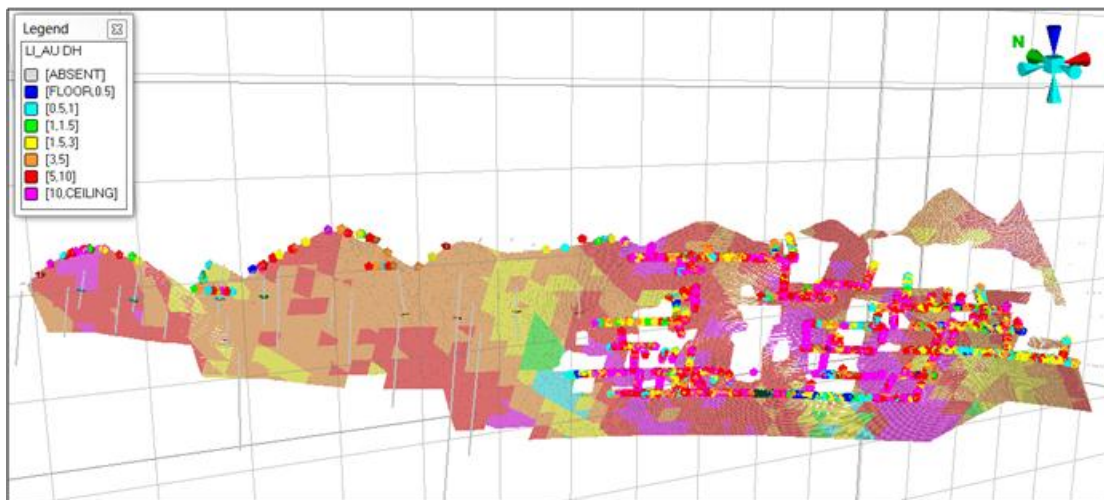 Legend
LI_AU DH
[ABSENT]
[FLOOR,0.5]
[0.5,1]
[1,1.5]
[1.5,3]
[3,5]
[5,10]
[10,CEILING]
N